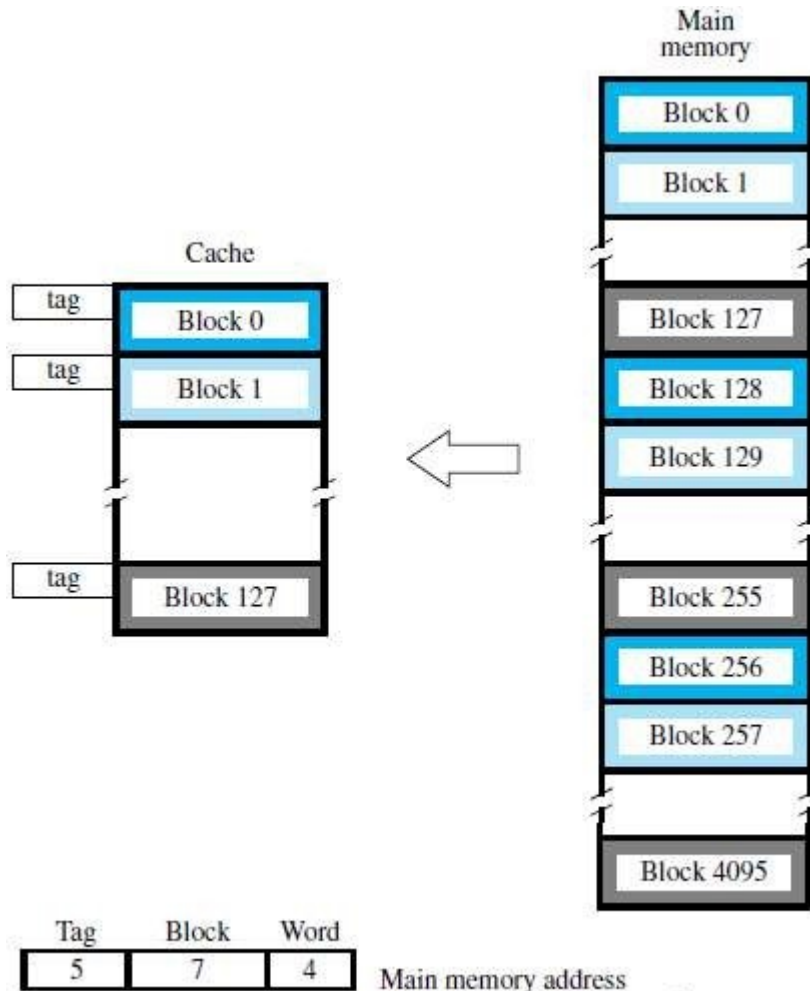 Main
memory
Block 0
Block 1
Cache
tag
Block 0
Block 127
tag
Block 1
Block 128
Block 129
tag
Block 127
Block 255
Block 256
Block 257
Block 4095
Tag Block Word
5 7 4
Main memory address